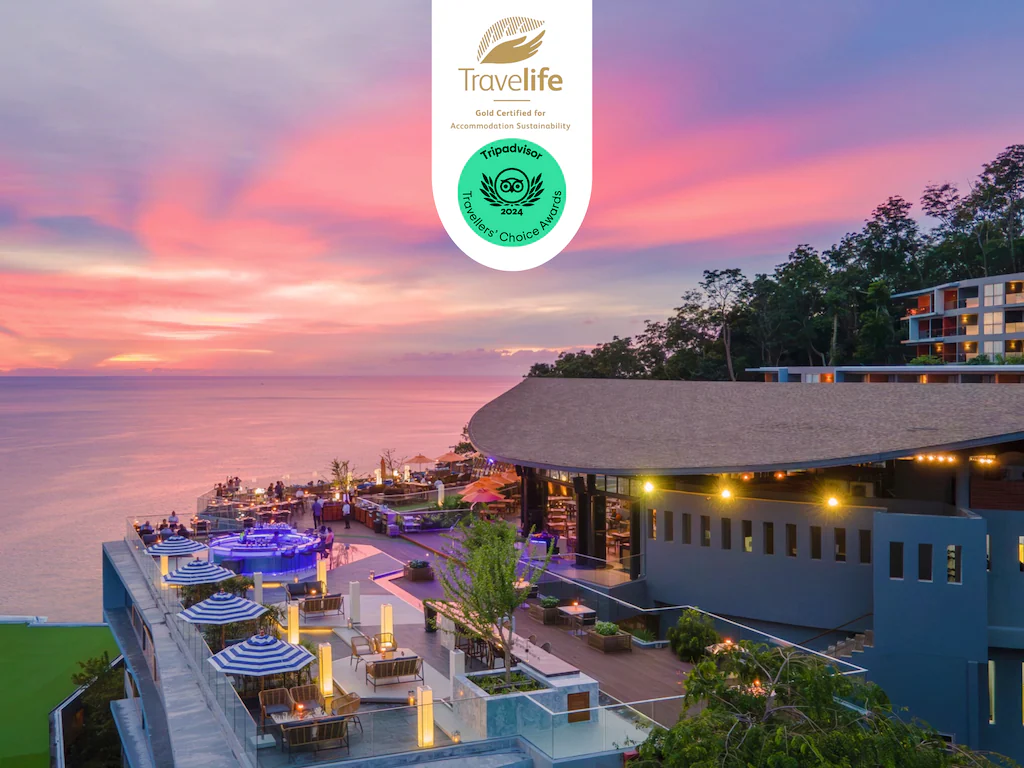 Travelife
Gold Certified for
Accommodation Sustainability
Tripadvisor
2024
Travellers' Choice Awards